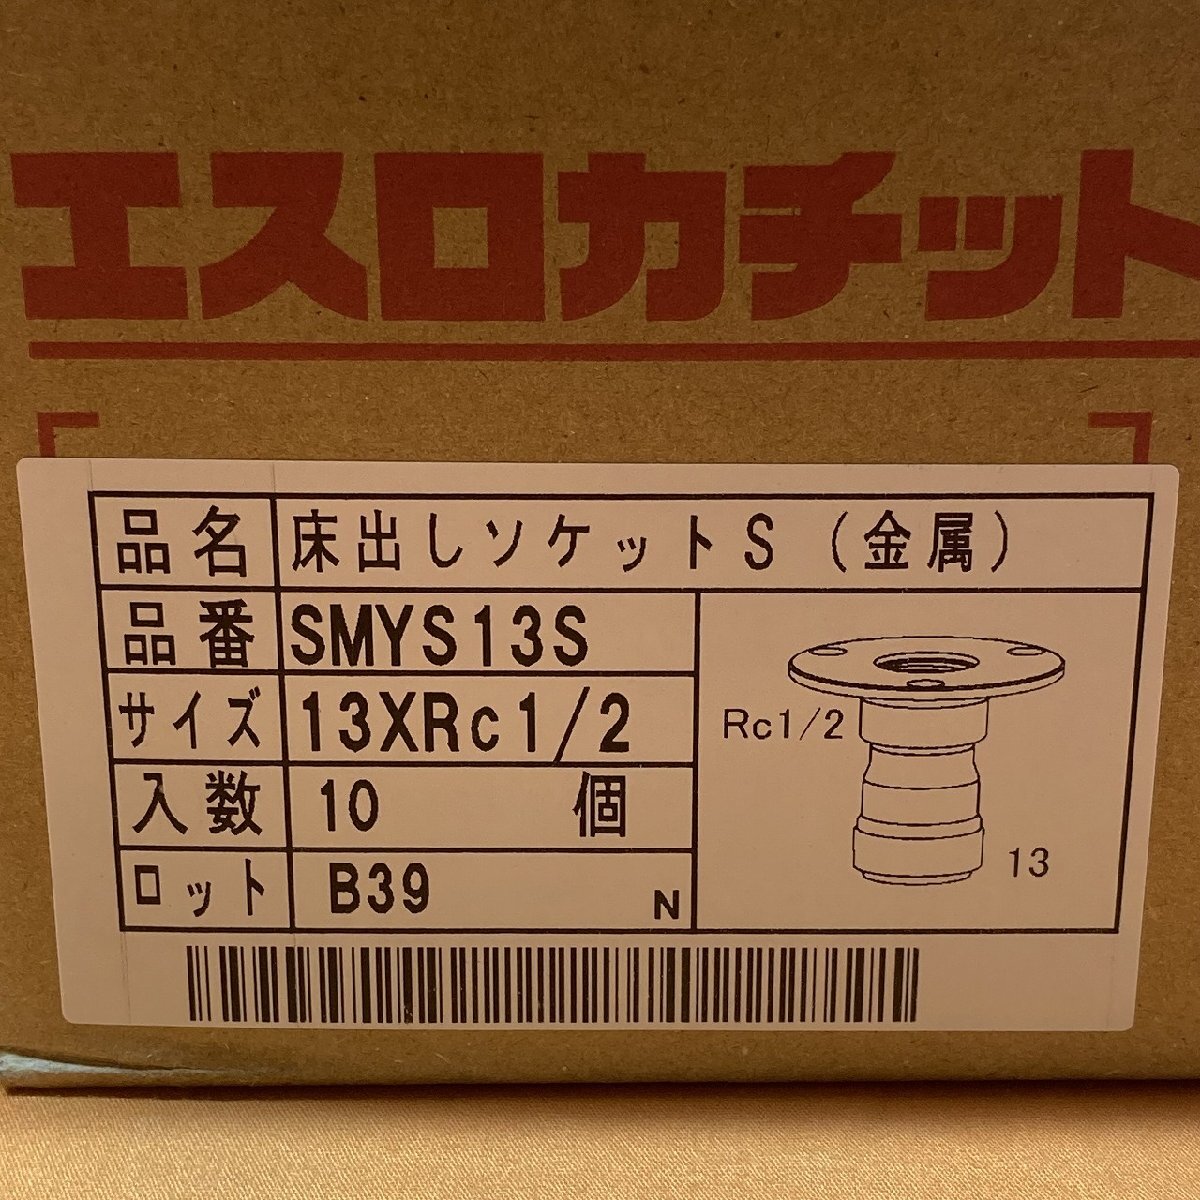 エスロカチット
品名 床出しソケットS（金属）
品番 SMYS13S
サイズ 13XRc1/2
入数 10 個
ロット B39 N
Rc1/2
13